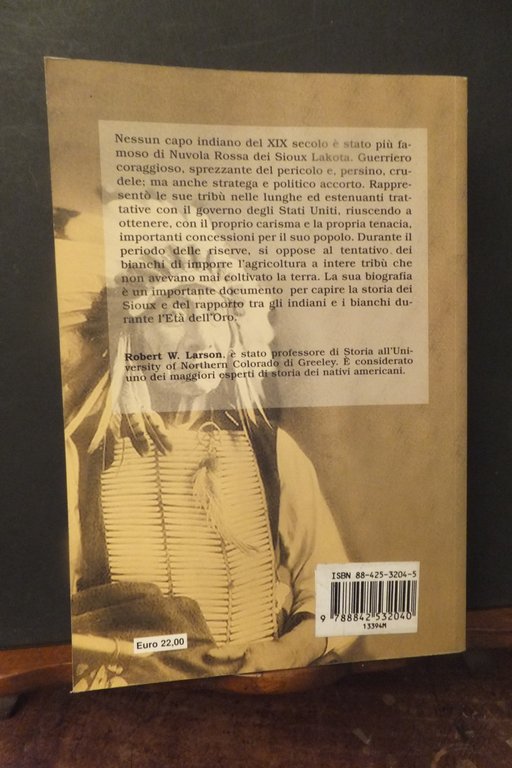 Nessun capo indiano del XIX secolo è stato più fa-
moso di Nuvola Rossa dei Sioux Lakota. Guerriero
coraggioso, sprezzante del pericolo e, persino, cru-
dele; ma anche stratega e politico accorto. Rappre-
sentò le sue tribù nelle lunghe ed estenuanti trat-
tative con il governo degli Stati Uniti, riuscendo a
ottenere, con il proprio carisma e la propria tenacia,
importanti concessioni per il suo popolo. Durante il
periodo delle riserve, si oppose al tentativo dei
bianchi di imporre l'agricoltura a intere tribù che
non avevano mai coltivato la terra. La sua biografia
è un importante documento per capire la storia dei
Sioux e del rapporto tra gli indiani e i bianchi du-
rante l'Età dell'Oro.
Robert W. Larson, è stato professore di Storia all'Uni-
versity of Northern Colorado di Greeley. È considerato
uno dei maggiori esperti di storia dei nativi americani.
ISBN 88-425-3204-5
9 788842 532040
13394M
Euro 22,00